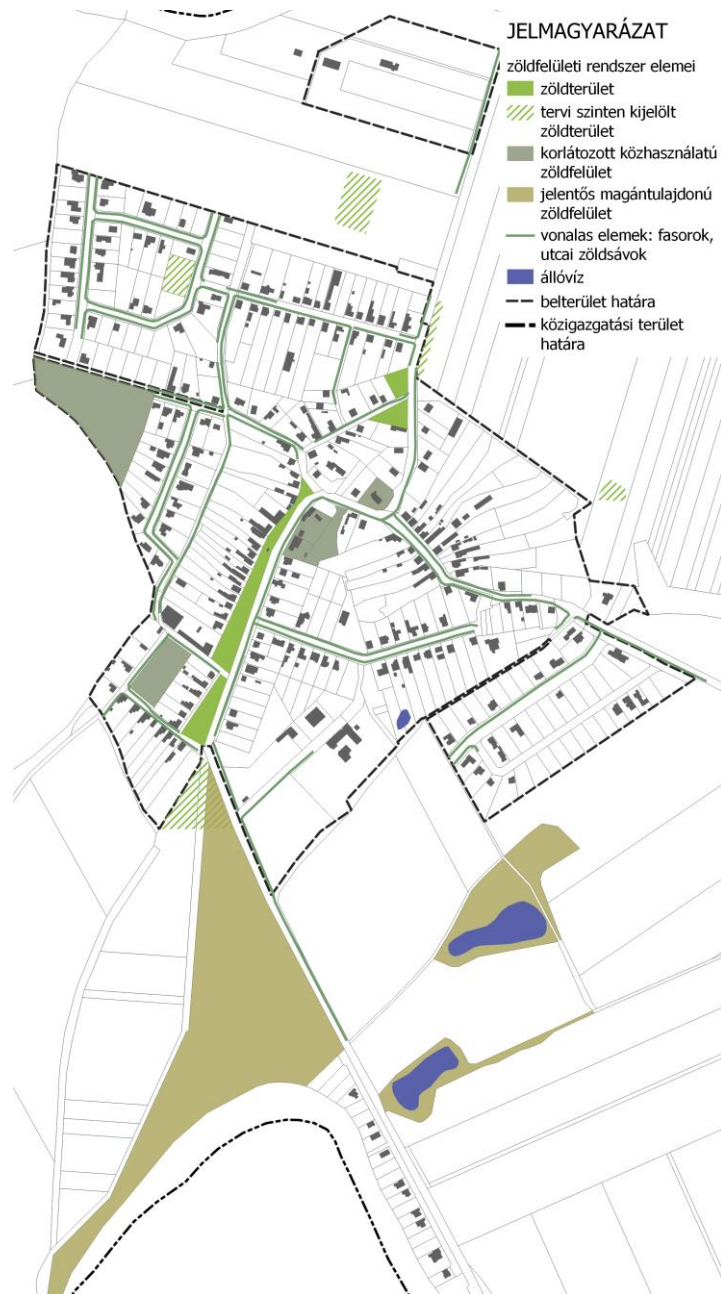 JELMAGYARÁZAT
zöldfelületi rendszer elemei
zöldterület
tervi szinten kijelölt
zöldterület
korlátozott közhasználatú
zöldfelület
jelentős magántulajdonú
zöldfelület
vonalas elemek: fasorok,
utcai zöldsávok
állóvíz
belterület határa
közigazgatási terület
határa